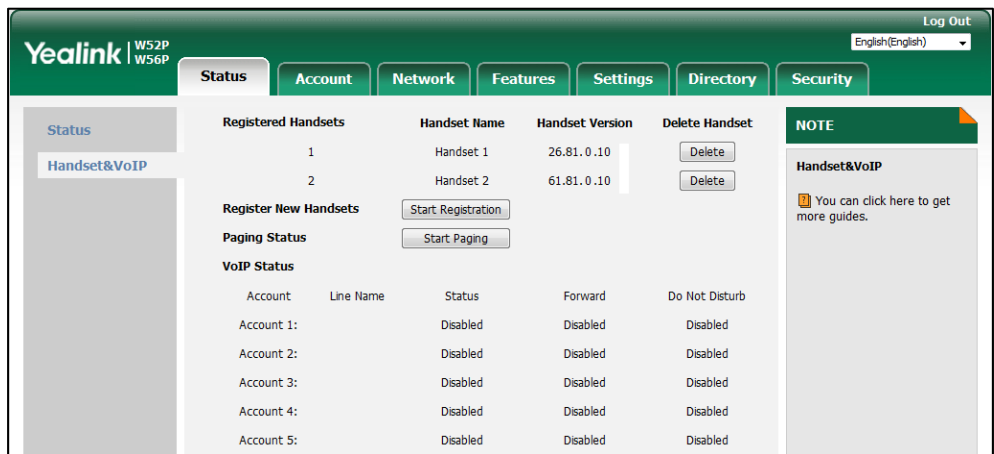 Log Out
Yealink | W52P W56P
English(English)
Status Account Network Features Settings Directory Security
Status
Handset&VoIP
Registered Handsets Handset Name Handset Version Delete Handset
1 Handset 1 26.81.0.10 Delete
2 Handset 2 61.81.0.10 Delete
Register New Handsets Start Registration
Paging Status Start Paging
VoIP Status
Account Line Name Status Forward Do Not Disturb
Account 1: Disabled Disabled Disabled
Account 2: Disabled Disabled Disabled
Account 3: Disabled Disabled Disabled
Account 4: Disabled Disabled Disabled
Account 5: Disabled Disabled Disabled
NOTE
Handset&VoIP
? You can click here to get
more guides.